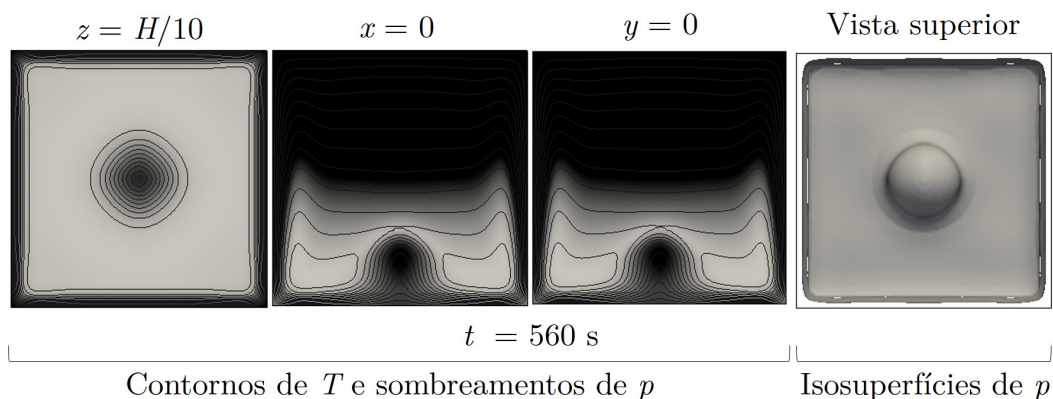 z = H/10
x = 0
y = 0
Vista superior
t = 560 s
Contornos de T e sombreamentos de p
Isosuperfícies de p